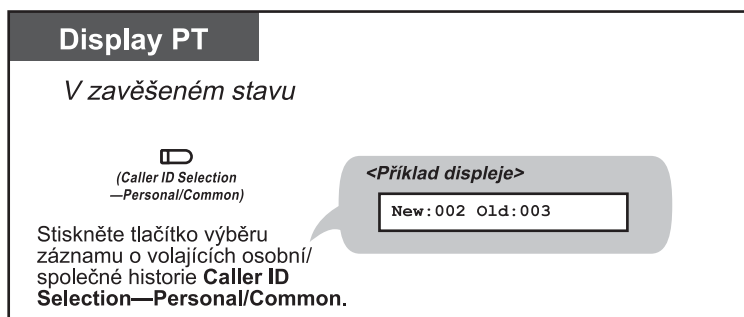 Display PT
V zavěšeném stavu
(Caller ID Selection
—Personal/Common)
Stiskněte tlačítko výběru
záznamu o volajících osobní/
společné historie Caller ID
Selection—Personal/Common.
<Příklad displeje>
New:002 Old:003